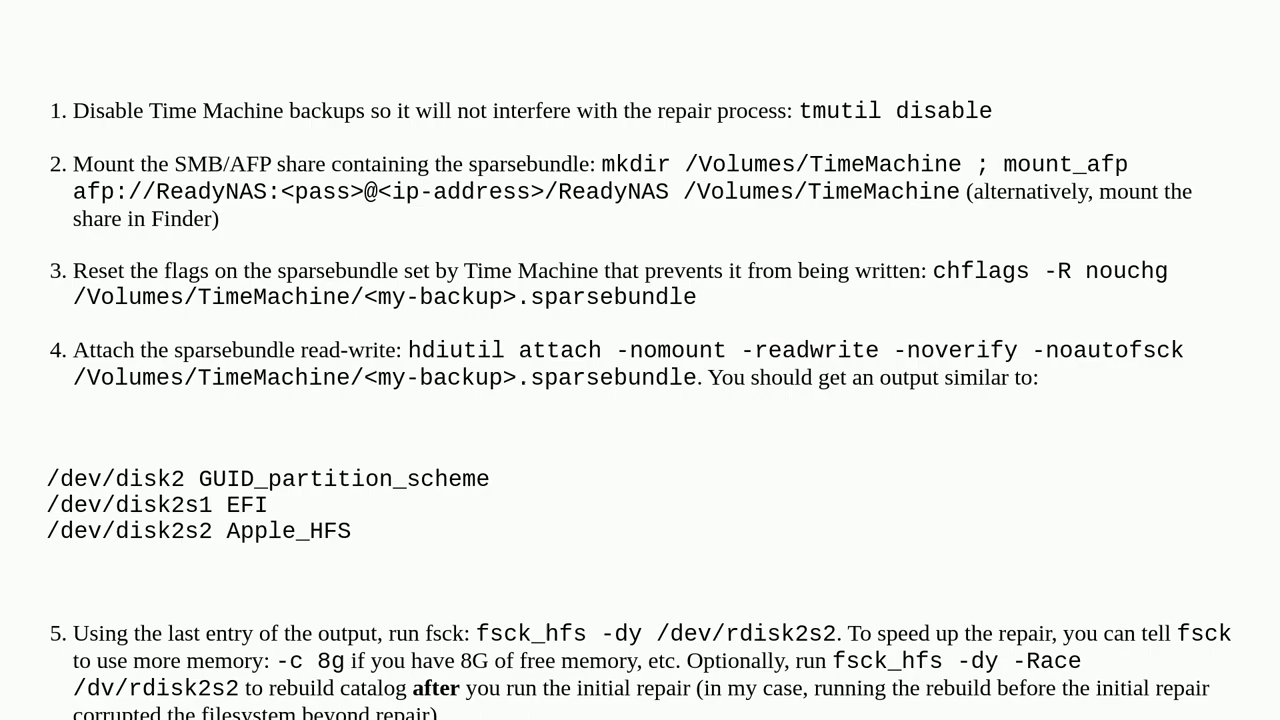 1. Disable Time Machine backups so it will not interfere with the repair process: tmutil disable
2. Mount the SMB/AFP share containing the sparsebundle: mkdir /Volumes/TimeMachine ; mount_afp
afp://ReadyNAS:<pass>@<ip-address>/ReadyNAS /Volumes/TimeMachine (alternatively, mount the
share in Finder)
3. Reset the flags on the sparsebundle set by Time Machine that prevents it from being written: chflags -R nouchg
/Volumes/TimeMachine/<my-backup>.sparsebundle
4. Attach the sparsebundle read-write: hdiutil attach -nomount -readwrite -noverify -noautofsck
/Volumes/TimeMachine/<my-backup>.sparsebundle. You should get an output similar to:
/dev/disk2 GUID_partition_scheme
/dev/disk2s1 EFI
/dev/disk2s2 Apple_HFS
5. Using the last entry of the output, run fsck: fsck_hfs -dy /dev/rdisk2s2. To speed up the repair, you can tell fsck
to use more memory: -c 8g if you have 8G of free memory, etc. Optionally, run fsck_hfs -dy -Race
/dv/rdisk2s2 to rebuild catalog after you run the initial repair (in my case, running the rebuild before the initial repair
corrupted the filesystem beyond repair)